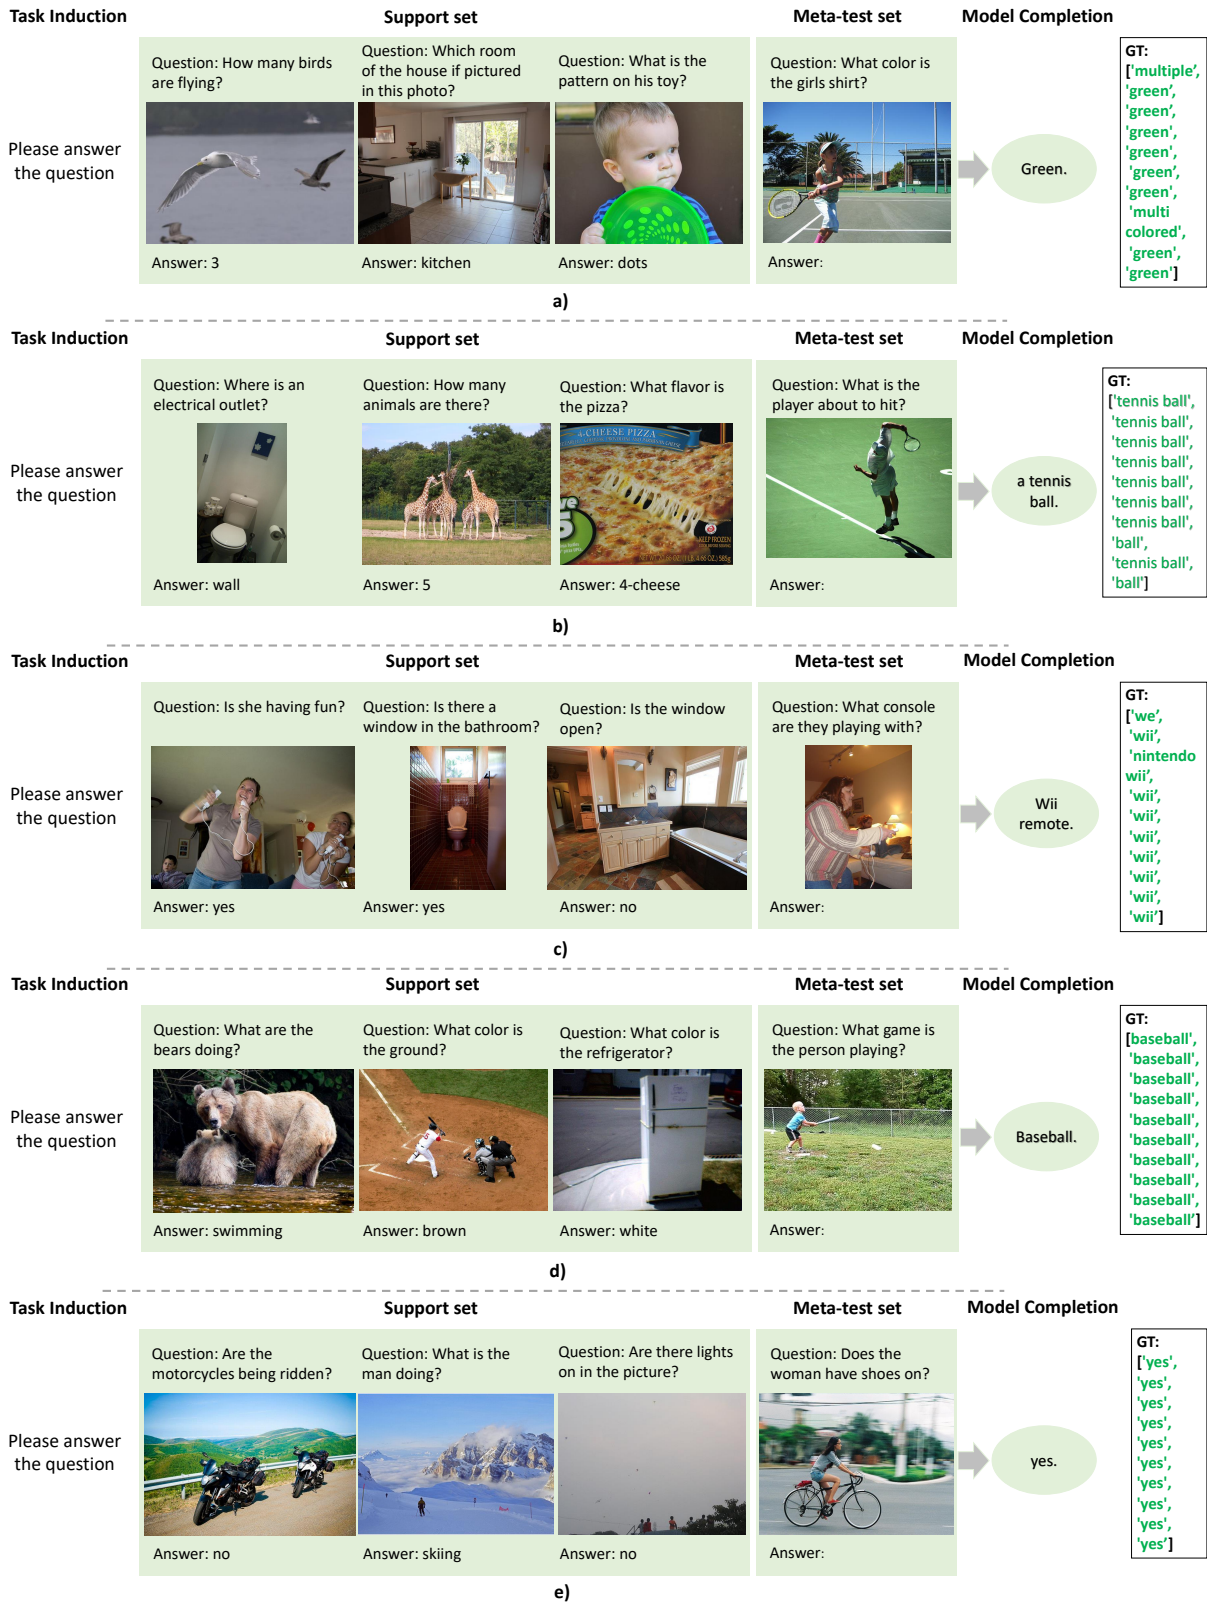 Task Induction
Support set
Meta-test set
Model Completion
Please answer
the question
Question: How many birds
are flying?
Answer: 3
Question: Which room
of the house if pictured
in this photo?
Answer: kitchen
Question: What is the
pattern on his toy?
Answer: dots
Question: What color is
the girls shirt?
Answer:
Green.
GT:
['multiple',
'green',
'green',
'green',
'green',
'green',
'green',
'multi
colored',
'green',
'green']
a)
Task Induction
Support set
Meta-test set
Model Completion
Please answer
the question
Question: Where is an
electrical outlet?
Answer: wall
Question: How many
animals are there?
Answer: 5
Question: What flavor is
the pizza?
4-CHEESE PIZZA
5
KEEP FROZEN
Answer: 4-cheese
Question: What is the
player about to hit?
Answer:
a tennis
ball.
GT:
['tennis ball',
'tennis ball',
'tennis ball',
'tennis ball',
'tennis ball',
'tennis ball',
'tennis ball',
'ball',
'tennis ball',
'ball']
b)
Task Induction
Support set
Meta-test set
Model Completion
Please answer
the question
Question: Is she having fun?
Answer: yes
Question: Is there a
window in the bathroom?
Answer: yes
Question: Is the window
open?
Answer: no
Question: What console
are they playing with?
Answer:
Wii
remote.
GT:
['we',
'wii',
'nintendo
wii',
'wii',
'wii',
'wii',
'wii',
'wii',
'wii',
'wii']
c)
Task Induction
Support set
Meta-test set
Model Completion
Please answer
the question
Question: What are the
bears doing?
Answer: swimming
Question: What color is
the ground?
Answer: brown
Question: What color is
the refrigerator?
Answer: white
Question: What game is
the person playing?
Answer:
Baseball.
GT:
[baseball',
'baseball',
'baseball',
'baseball',
'baseball',
'baseball',
'baseball',
'baseball',
'baseball',
'baseball']
d)
Task Induction
Support set
Meta-test set
Model Completion
Please answer
the question
Question: Are the
motorcycles being ridden?
Answer: no
Question: What is the
man doing?
Answer: skiing
Question: Are there lights
on in the picture?
Answer: no
Question: Does the
woman have shoes on?
Answer:
yes.
GT:
['yes',
'yes',
'yes',
'yes',
'yes',
'yes',
'yes',
'yes',
'yes',
'yes']
e)